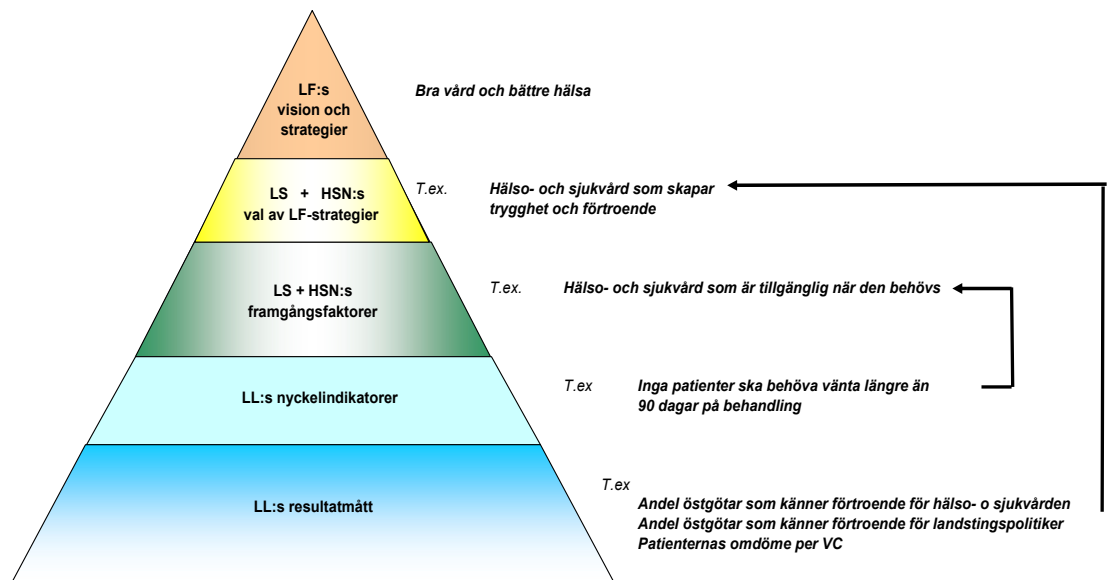 LF:s
vision och
strategier
Bra vård och bättre hälsa
LS + HSN:s
val av LF-strategier
T.ex.
Hälso- och sjukvård som skapar
trygghet och förtroende
LS + HSN:s
framgångsfaktorer
T.ex.
Hälso- och sjukvård som är tillgänglig när den behövs
LL:s nyckelindikatorer
T.ex
Inga patienter ska behöva vänta längre än
90 dagar på behandling
LL:s resultatmått
T.ex
Andel östgötar som känner förtroende för hälso- o sjukvården
Andel östgötar som känner förtroende för landstingspolitiker
Patienternas omdöme per VC